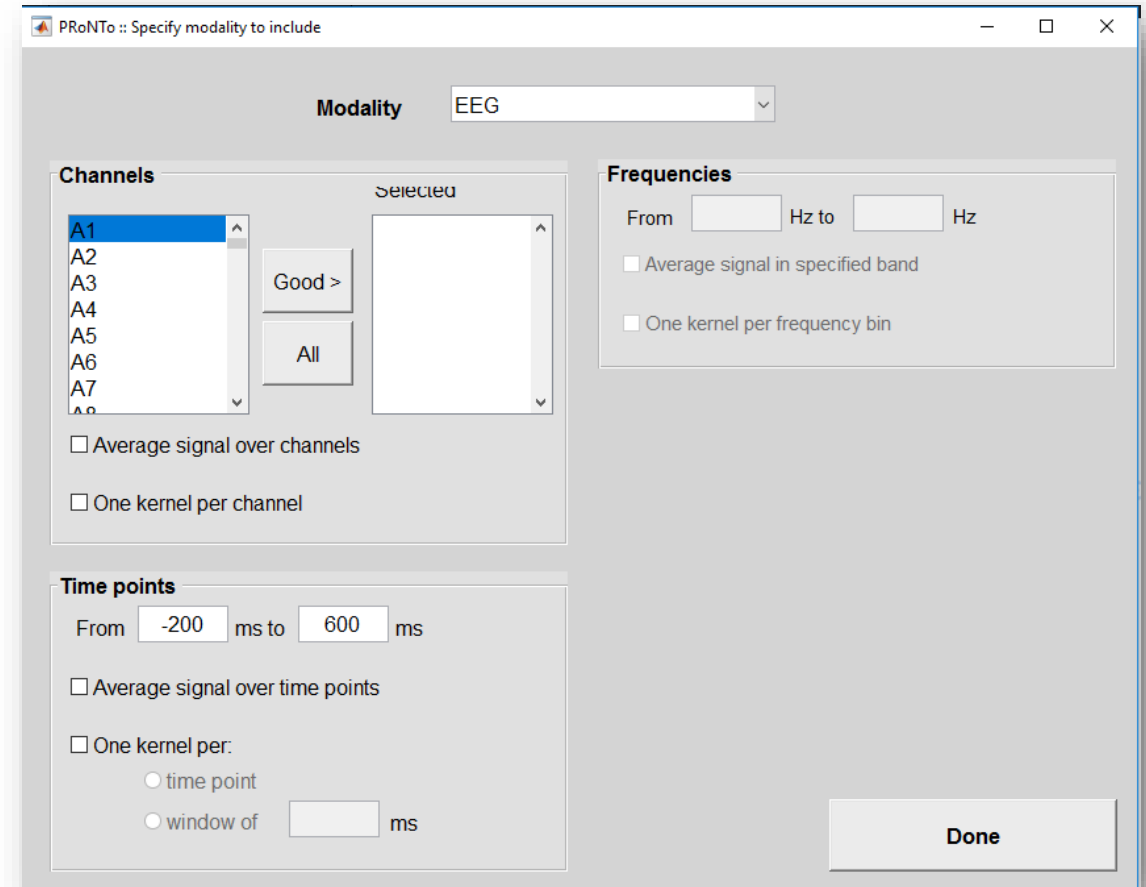 PRoNTo :: Specify modality to include
Modality EEG
Channels
Selected
A1
A2
A3
A4
A5
A6
A7
A8
Good >
All
Average signal over channels
One kernel per channel
Frequencies
From Hz to Hz
Average signal in specified band
One kernel per frequency bin
Time points
From -200 ms to 600 ms
Average signal over time points
One kernel per:
time point
window of ms
Done